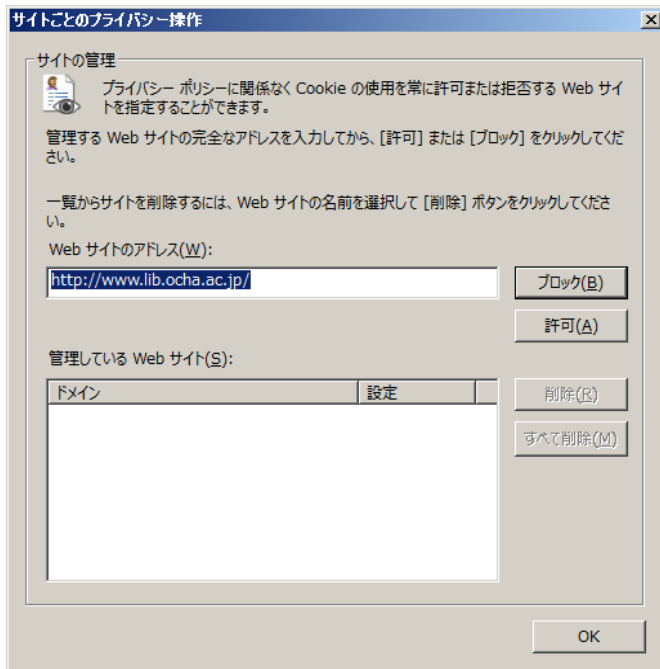 サイトごとのプライバシー操作
サイトの管理
プライバシー ポリシーに関係なく Cookie の使用を常に許可または拒否する Web サイ
トを指定することができます。
管理する Web サイトの完全なアドレスを入力してから、[許可] または [ブロック] をクリックしてくだ
さい。
一覧からサイトを削除するには、Web サイトの名前を選択して [削除] ボタンをクリックしてくださ
い。
Web サイトのアドレス(W):
http://www.lib.ocha.ac.jp/
ブロック(B)
許可(A)
管理している Web サイト(S):
ドメイン
設定
削除(R)
すべて削除(M)
OK